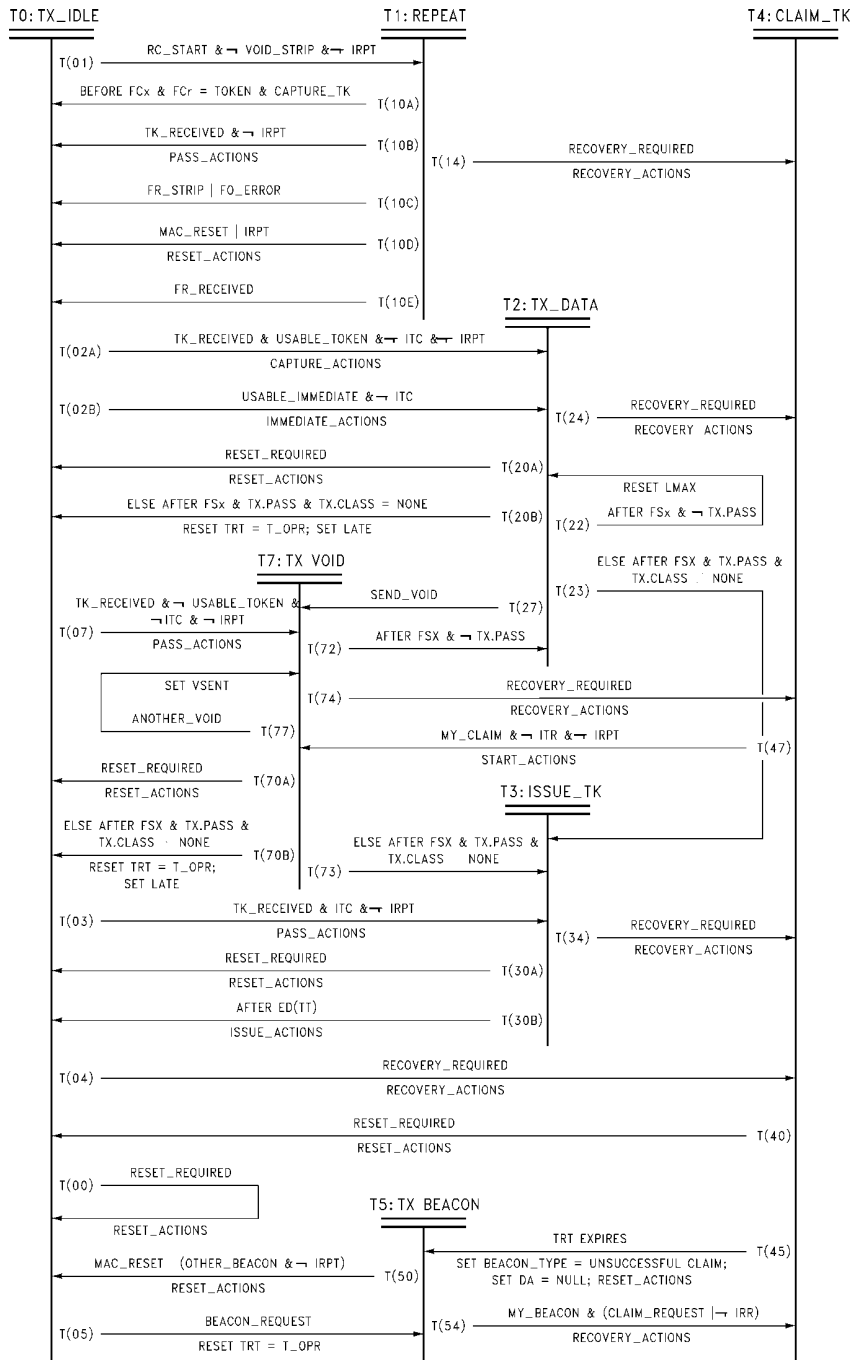 T0: TX_IDLE
T1: REPEAT
T4: CLAIM_TK
T(01)
RC_START & ¬ VOID_STRIP & ¬ IRPT
BEFORE FCx & FCr = TOKEN & CAPTURE_TK
T(10A)
TK_RECEIVED & ¬ IRPT
T(10B)
PASS_ACTIONS
T(14)
RECOVERY_REQUIRED
RECOVERY_ACTIONS
FR_STRIP | FO_ERROR
T(10C)
MAC_RESET | IRPT
T(10D)
RESET_ACTIONS
FR_RECEIVED
T(10E)
T2: TX_DATA
T(02A)
TK_RECEIVED & USABLE_TOKEN & ¬ ITC & ¬ IRPT
CAPTURE_ACTIONS
T(02B)
USABLE_IMMEDIATE & ¬ ITC
IMMEDIATE_ACTIONS
T(24)
RECOVERY_REQUIRED
RECOVERY ACTIONS
RESET_REQUIRED
T(20A)
RESET_ACTIONS
RESET LMAX
ELSE AFTER FSx & TX.PASS & TX.CLASS = NONE
T(20B)
RESET TRT = T_OPR; SET LATE
T(22)
AFTER FSx & ¬ TX.PASS
T7: TX VOID
ELSE AFTER FSX & TX.PASS &
TX.CLASS NONE
T(23)
SEND_VOID
T(27)
TK_RECEIVED & ¬ USABLE_TOKEN &
¬ ITC & ¬ IRPT
T(07)
PASS_ACTIONS
T(72)
AFTER FSX & ¬ TX.PASS
SET VSENT
T(74)
RECOVERY_REQUIRED
RECOVERY_ACTIONS
ANOTHER_VOID
T(77)
MY_CLAIM & ¬ ITR & ¬ IRPT
T(47)
START_ACTIONS
RESET_REQUIRED
T(70A)
RESET_ACTIONS
T3: ISSUE_TK
ELSE AFTER FSX & TX.PASS &
TX.CLASS · NONE
T(70B)
RESET TRT = T_OPR;
SET LATE
ELSE AFTER FSX & TX.PASS &
TX.CLASS NONE
T(73)
T(03)
TK_RECEIVED & ITC & ¬ IRPT
PASS_ACTIONS
T(34)
RECOVERY_REQUIRED
RECOVERY_ACTIONS
RESET_REQUIRED
T(30A)
RESET_ACTIONS
AFTER ED(TT)
T(30B)
ISSUE_ACTIONS
T(04)
RECOVERY_REQUIRED
RECOVERY_ACTIONS
RESET_REQUIRED
T(40)
RESET_ACTIONS
T(00)
RESET_REQUIRED
RESET_ACTIONS
T5: TX BEACON
TRT EXPIRES
T(45)
SET BEACON_TYPE = UNSUCCESSFUL CLAIM;
SET DA = NULL; RESET_ACTIONS
MAC_RESET (OTHER_BEACON & ¬ IRPT)
T(50)
RESET_ACTIONS
T(05)
BEACON_REQUEST
RESET TRT = T_OPR
T(54)
MY_BEACON & (CLAIM_REQUEST | ¬ IRR)
RECOVERY_ACTIONS